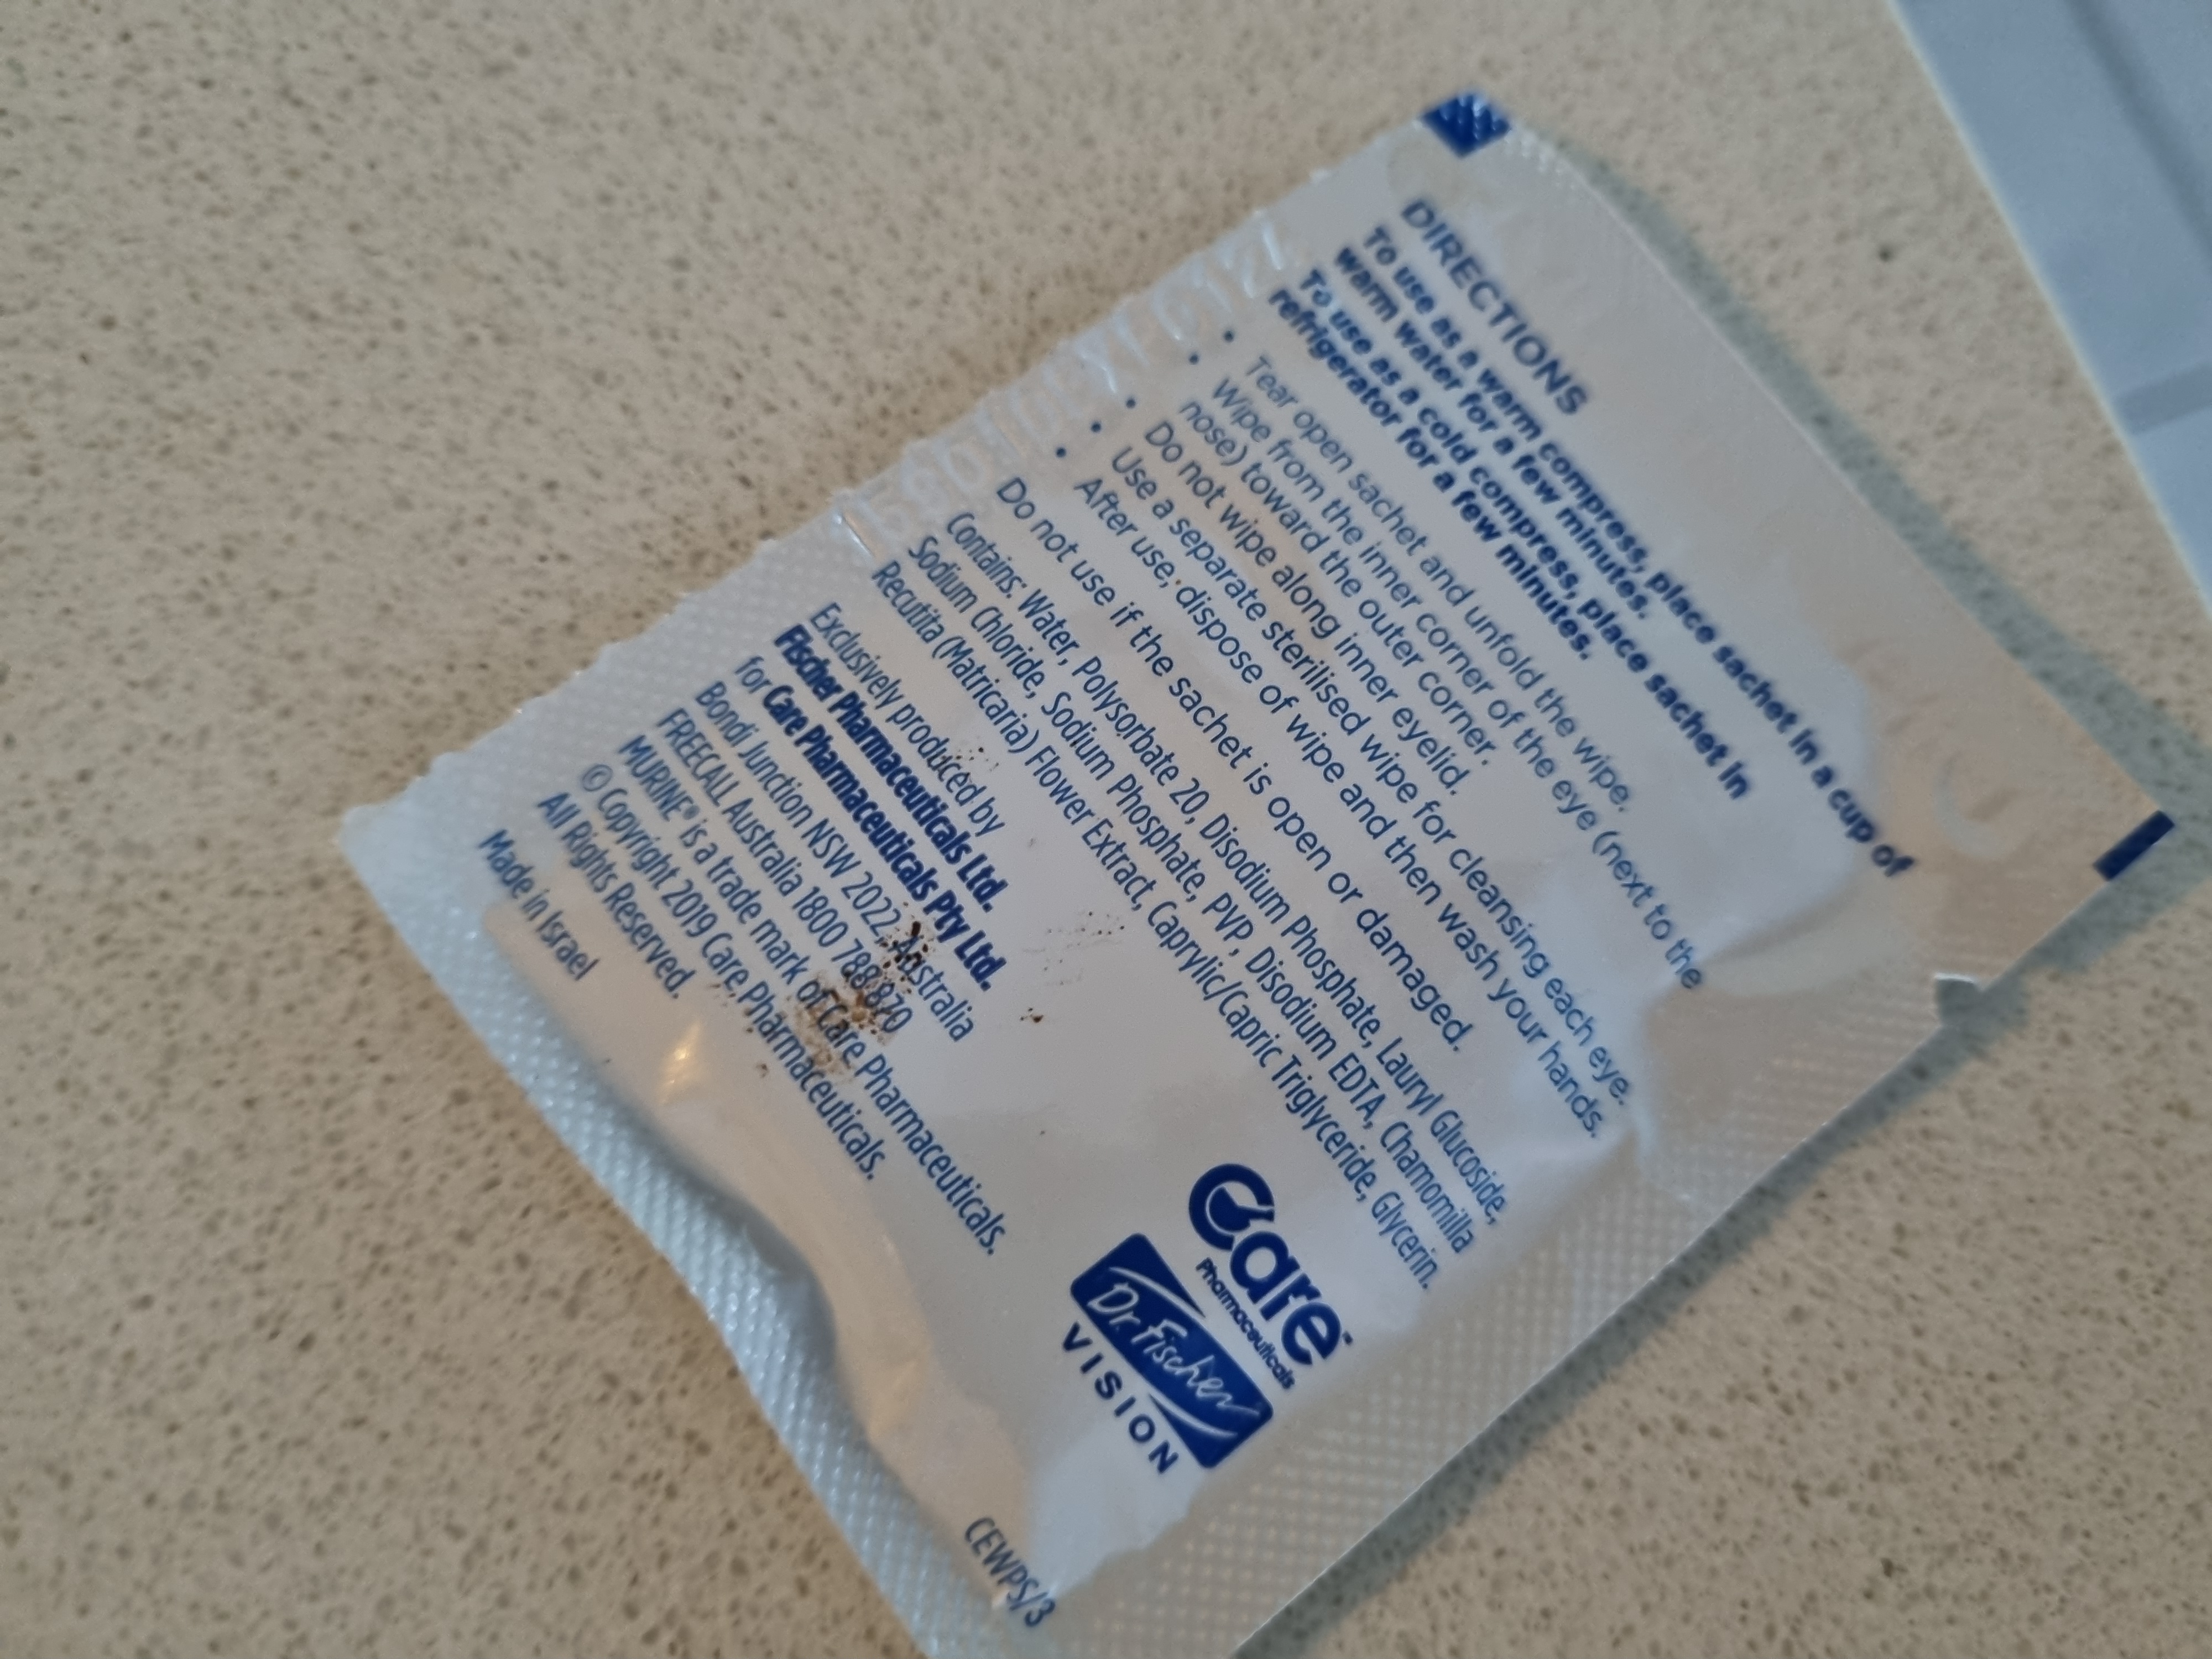 DIRECTIONS
To use as a warm compress, place sachet in a cup of
warm water for a few minutes.
To use as a cold compress, place sachet in
refrigerator for a few minutes.
• Tear open sachet and unfold the wipe.
• Wipe from the inner corner of the eye (next to the
nose) toward the outer corner.
• Do not wipe along inner eyelid.
• Use a separate sterilised wipe for cleansing each eye.
• After use, dispose of wipe and then wash your hands.
Do not use if the sachet is open or damaged.
Contains: Water, Polysorbate 20, Disodium Phosphate, Lauryl Glucoside,
Sodium Chloride, Sodium Phosphate, PVP, Disodium EDTA, Chamomilla
Recutita (Matricaria) Flower Extract, Caprylic/Capric Triglyceride, Glycerin.
Exclusively produced by
Fischer Pharmaceuticals Ltd.
for Care Pharmaceuticals Pty Ltd.
Bondi Junction NSW 2022, Australia
FREECALL Australia 1800 788 870
MURINE® is a trade mark of Care Pharmaceuticals.
© Copyright 2019 Care Pharmaceuticals.
All Rights Reserved.
Made in Israel
Care™
Pharmaceuticals
Dr. Fischer
VISION
CEWPS/3